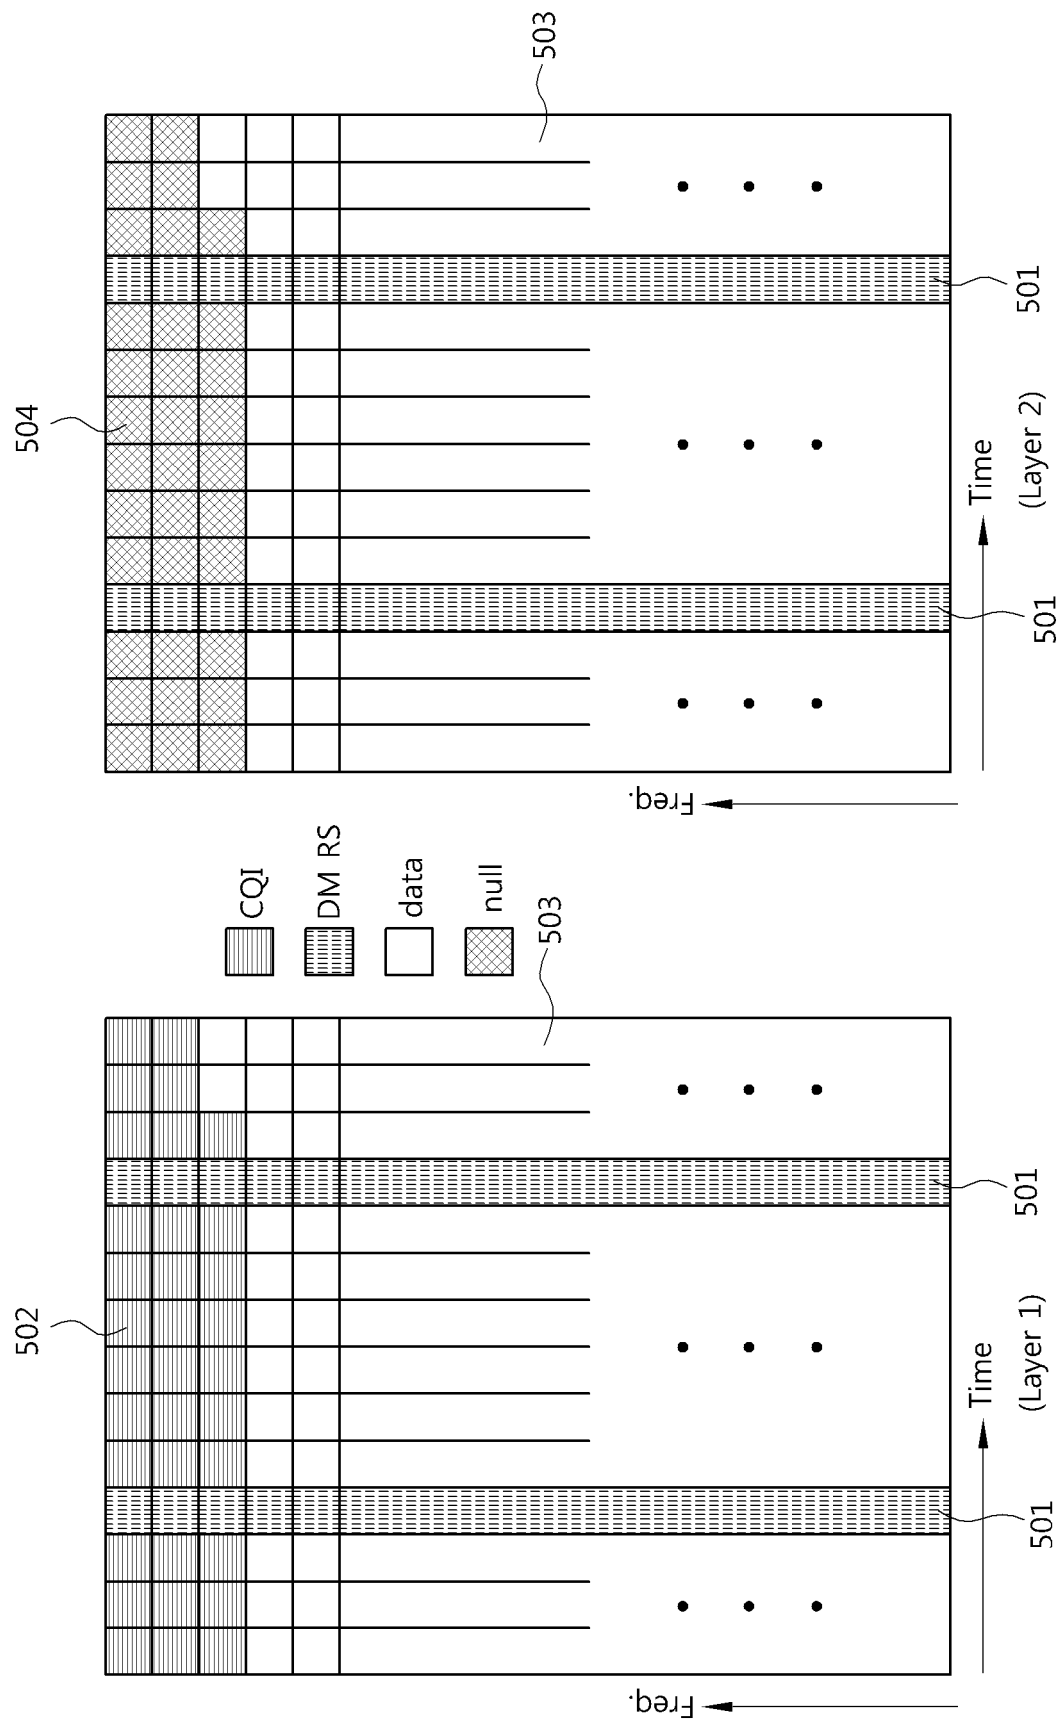 502
503
501
501
Freq.
Time
(Layer 1)
CQI
DM RS
data
null
504
503
501
501
Freq.
Time
(Layer 2)